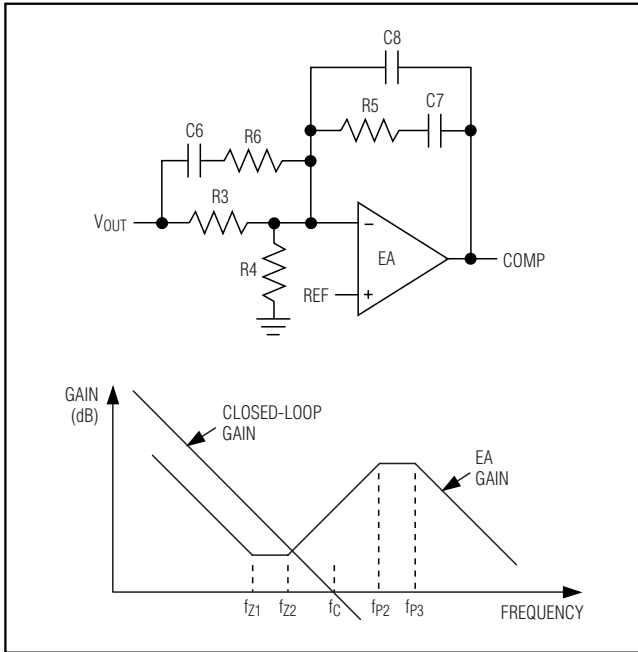 C8
R5
C7
C6
R6
R3
VOUT
R4
−
EA
COMP
REF
+
GAIN
(dB)
CLOSED-LOOP
GAIN
EA
GAIN
fZ1
fZ2
fC
fP2
fP3
FREQUENCY